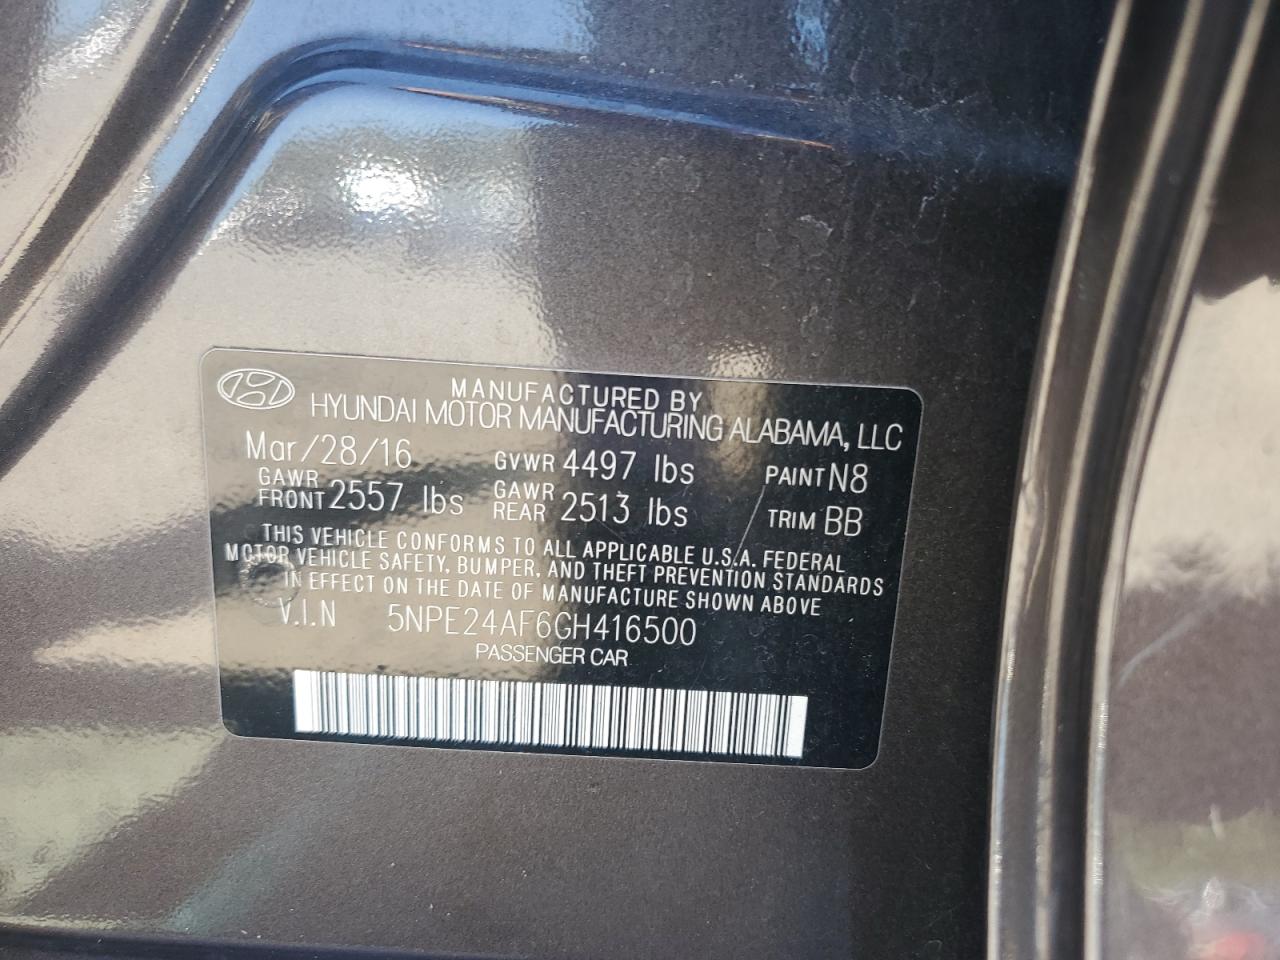 MANUFACTURED BY
HYUNDAI MOTOR MANUFACTURING ALABAMA, LLC
Mar/28/16 GVWR 4497 lbs PAINT N8
GAWR FRONT 2557 lbs GAWR REAR 2513 lbs TRIM BB
THIS VEHICLE CONFORMS TO ALL APPLICABLE U.S.A. FEDERAL
MOTOR VEHICLE SAFETY, BUMPER, AND THEFT PREVENTION STANDARDS
IN EFFECT ON THE DATE OF MANUFACTURE SHOWN ABOVE
V.I.N 5NPE24AF6GH416500
PASSENGER CAR